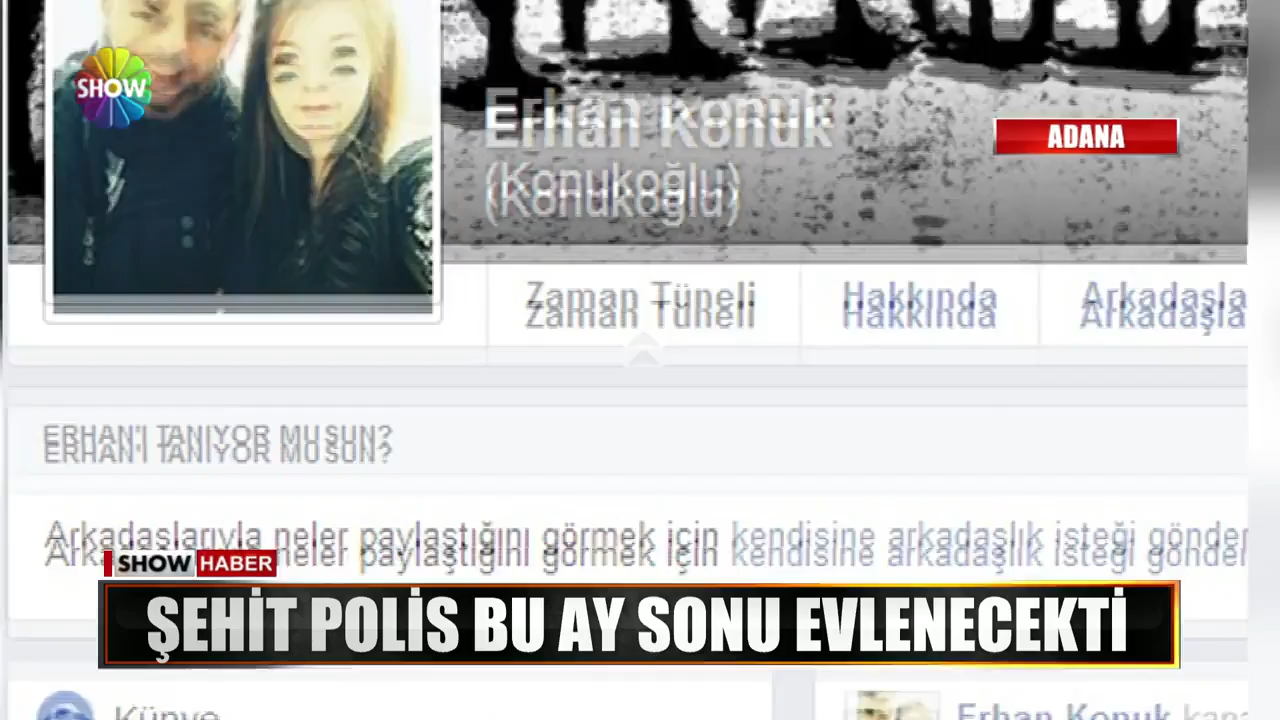 SHOW
Erhan Konuk
(Konukoğlu)
ADANA
Zaman Tüneli
Hakkında
Arkadaşla
ERHAN'I TANIYOR MUSUN?
Arkadaşlarıyla neler paylaştığını görmek için kendisine arkadaşlık isteği gönder
SHOW HABER
ŞEHİT POLİS BU AY SONU EVLENECEKTİ
Künye
Erhan Konuk